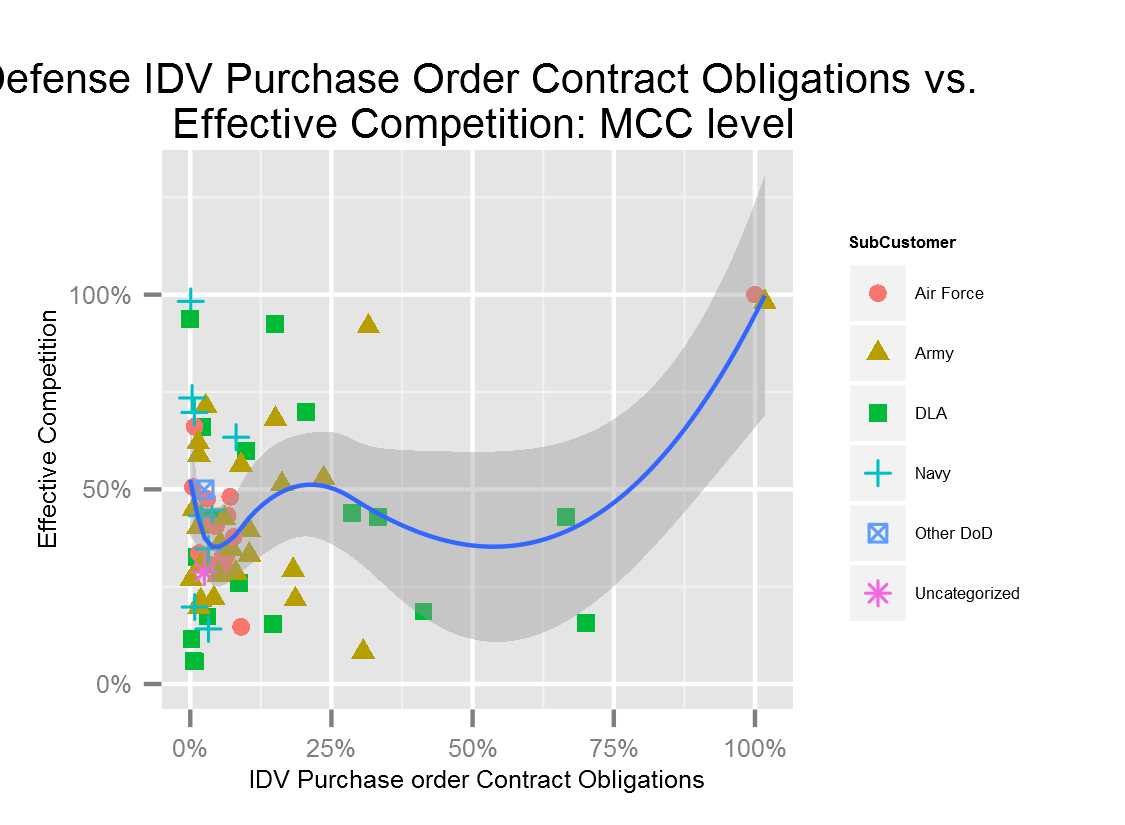 Defense IDV Purchase Order Contract Obligations vs.
Effective Competition: MCC level
Effective Competition
100%
50%
0%
0%
25%
50%
75%
100%
IDV Purchase order Contract Obligations
SubCustomer
Air Force
Army
DLA
Navy
Other DoD
Uncategorized